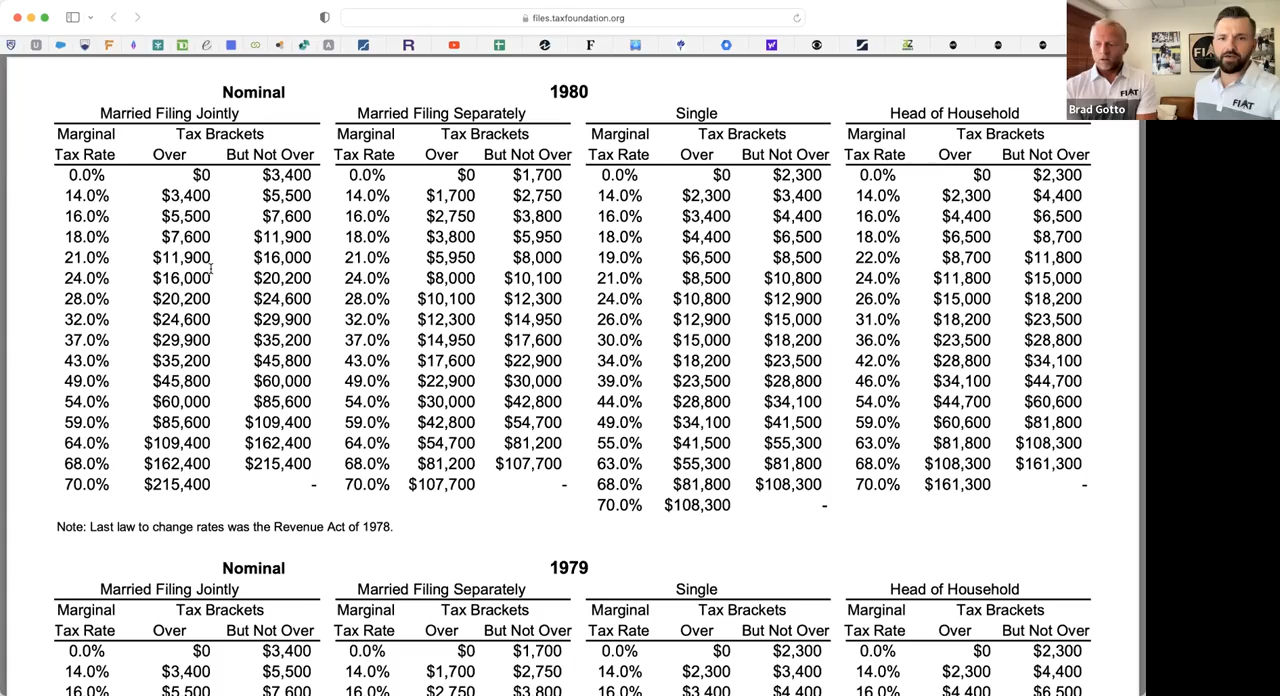 files.taxfoundation.org
FIAT
FIAT
FIAT
Brad Gotto
Nominal 1980
Married Filing Jointly Married Filing Separately Single Head of Household
Marginal Tax Brackets Marginal Tax Brackets Marginal Tax Brackets Marginal Tax Brackets
Tax Rate Over But Not Over Tax Rate Over But Not Over Tax Rate Over But Not Over Tax Rate Over But Not Over
0.0% $0 $3,400 0.0% $0 $1,700 0.0% $0 $2,300 0.0% $0 $2,300
14.0% $3,400 $5,500 14.0% $1,700 $2,750 14.0% $2,300 $3,400 14.0% $2,300 $4,400
16.0% $5,500 $7,600 16.0% $2,750 $3,800 16.0% $3,400 $4,400 16.0% $4,400 $6,500
18.0% $7,600 $11,900 18.0% $3,800 $5,950 18.0% $4,400 $6,500 18.0% $6,500 $8,700
21.0% $11,900 $16,000 21.0% $5,950 $8,000 19.0% $6,500 $8,500 22.0% $8,700 $11,800
24.0% $16,000 $20,200 24.0% $8,000 $10,100 21.0% $8,500 $10,800 24.0% $11,800 $15,000
28.0% $20,200 $24,600 28.0% $10,100 $12,300 24.0% $10,800 $12,900 26.0% $15,000 $18,200
32.0% $24,600 $29,900 32.0% $12,300 $14,950 26.0% $12,900 $15,000 31.0% $18,200 $23,500
37.0% $29,900 $35,200 37.0% $14,950 $17,600 30.0% $15,000 $18,200 36.0% $23,500 $28,800
43.0% $35,200 $45,800 43.0% $17,600 $22,900 34.0% $18,200 $23,500 42.0% $28,800 $34,100
49.0% $45,800 $60,000 49.0% $22,900 $30,000 39.0% $23,500 $28,800 46.0% $34,100 $44,700
54.0% $60,000 $85,600 54.0% $30,000 $42,800 44.0% $28,800 $34,100 54.0% $44,700 $60,600
59.0% $85,600 $109,400 59.0% $42,800 $54,700 49.0% $34,100 $41,500 59.0% $60,600 $81,800
64.0% $109,400 $162,400 64.0% $54,700 $81,200 55.0% $41,500 $55,300 63.0% $81,800 $108,300
68.0% $162,400 $215,400 68.0% $81,200 $107,700 63.0% $55,300 $81,800 68.0% $108,300 $161,300
70.0% $215,400 - 70.0% $107,700 - 68.0% $81,800 $108,300 70.0% $161,300 -
70.0% $108,300 -
Note: Last law to change rates was the Revenue Act of 1978.
Nominal 1979
Married Filing Jointly Married Filing Separately Single Head of Household
Marginal Tax Brackets Marginal Tax Brackets Marginal Tax Brackets Marginal Tax Brackets
Tax Rate Over But Not Over Tax Rate Over But Not Over Tax Rate Over But Not Over Tax Rate Over But Not Over
0.0% $0 $3,400 0.0% $0 $1,700 0.0% $0 $2,300 0.0% $0 $2,300
14.0% $3,400 $5,500 14.0% $1,700 $2,750 14.0% $2,300 $3,400 14.0% $2,300 $4,400
16.0% $5,500 $7,600 16.0% $2,750 $3,800 16.0% $3,400 $4,400 16.0% $4,400 $6,500